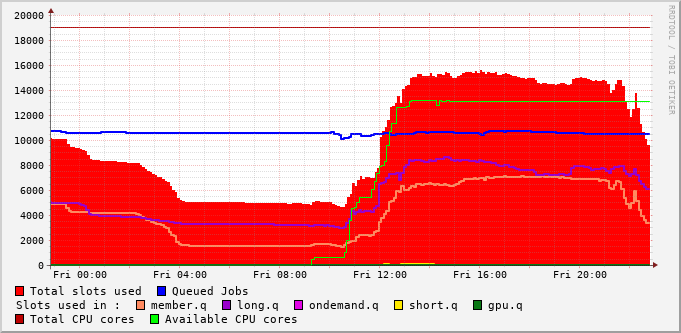 20000
18000
16000
14000
12000
10000
8000
6000
4000
2000
0
Fri 00:00 Fri 04:00 Fri 08:00 Fri 12:00 Fri 16:00 Fri 20:00
Total slots used Queued Jobs
Slots used in : member.q long.q ondemand.q short.q gpu.q
Total CPU cores Available CPU cores
RRDTOOL / TOBI OETIKER